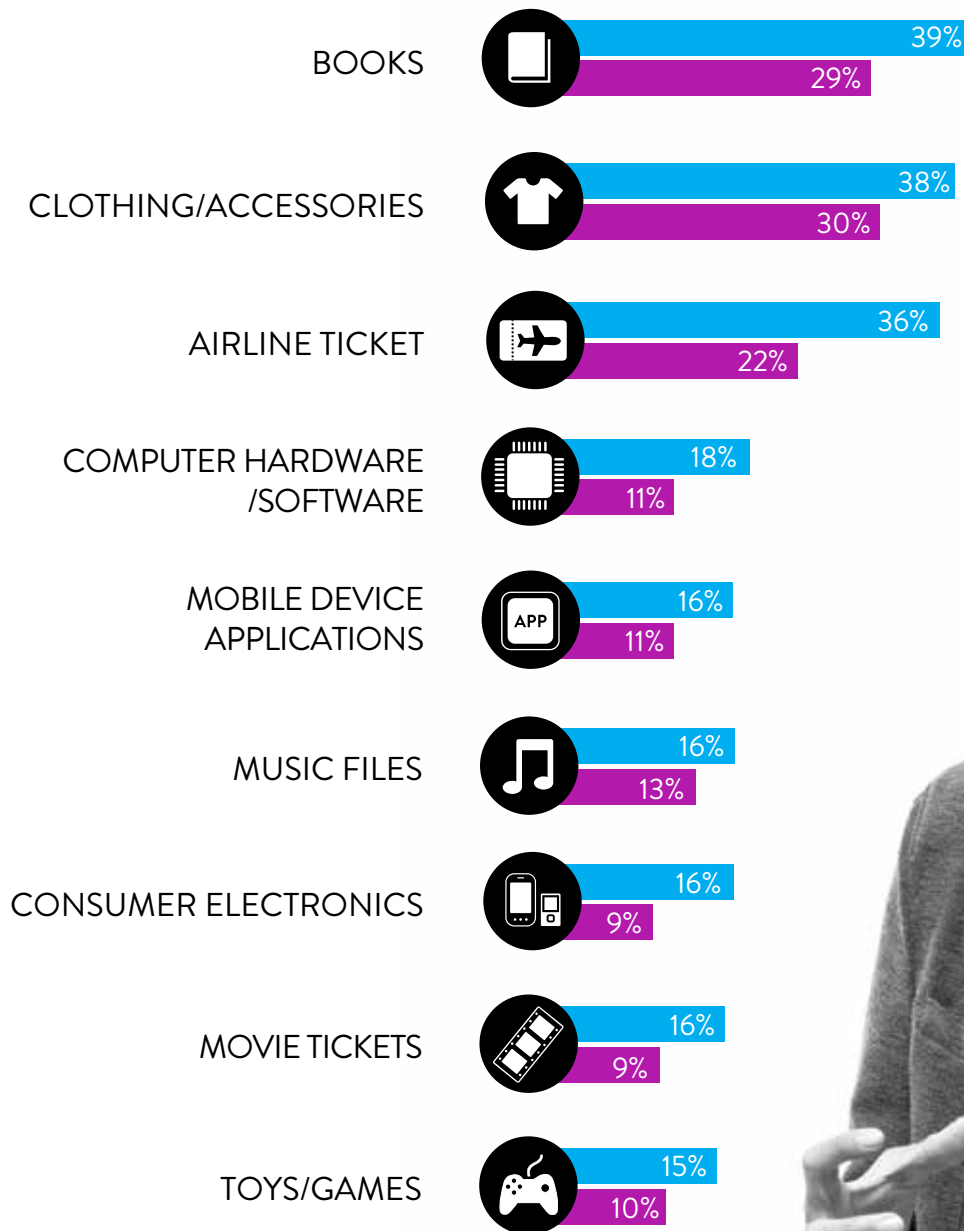 BOOKS
39%
29%
CLOTHING/ACCESSORIES
38%
30%
AIRLINE TICKET
36%
22%
COMPUTER HARDWARE
/SOFTWARE
18%
11%
MOBILE DEVICE
APPLICATIONS
APP
16%
11%
MUSIC FILES
16%
13%
CONSUMER ELECTRONICS
16%
9%
MOVIE TICKETS
16%
9%
TOYS/GAMES
15%
10%